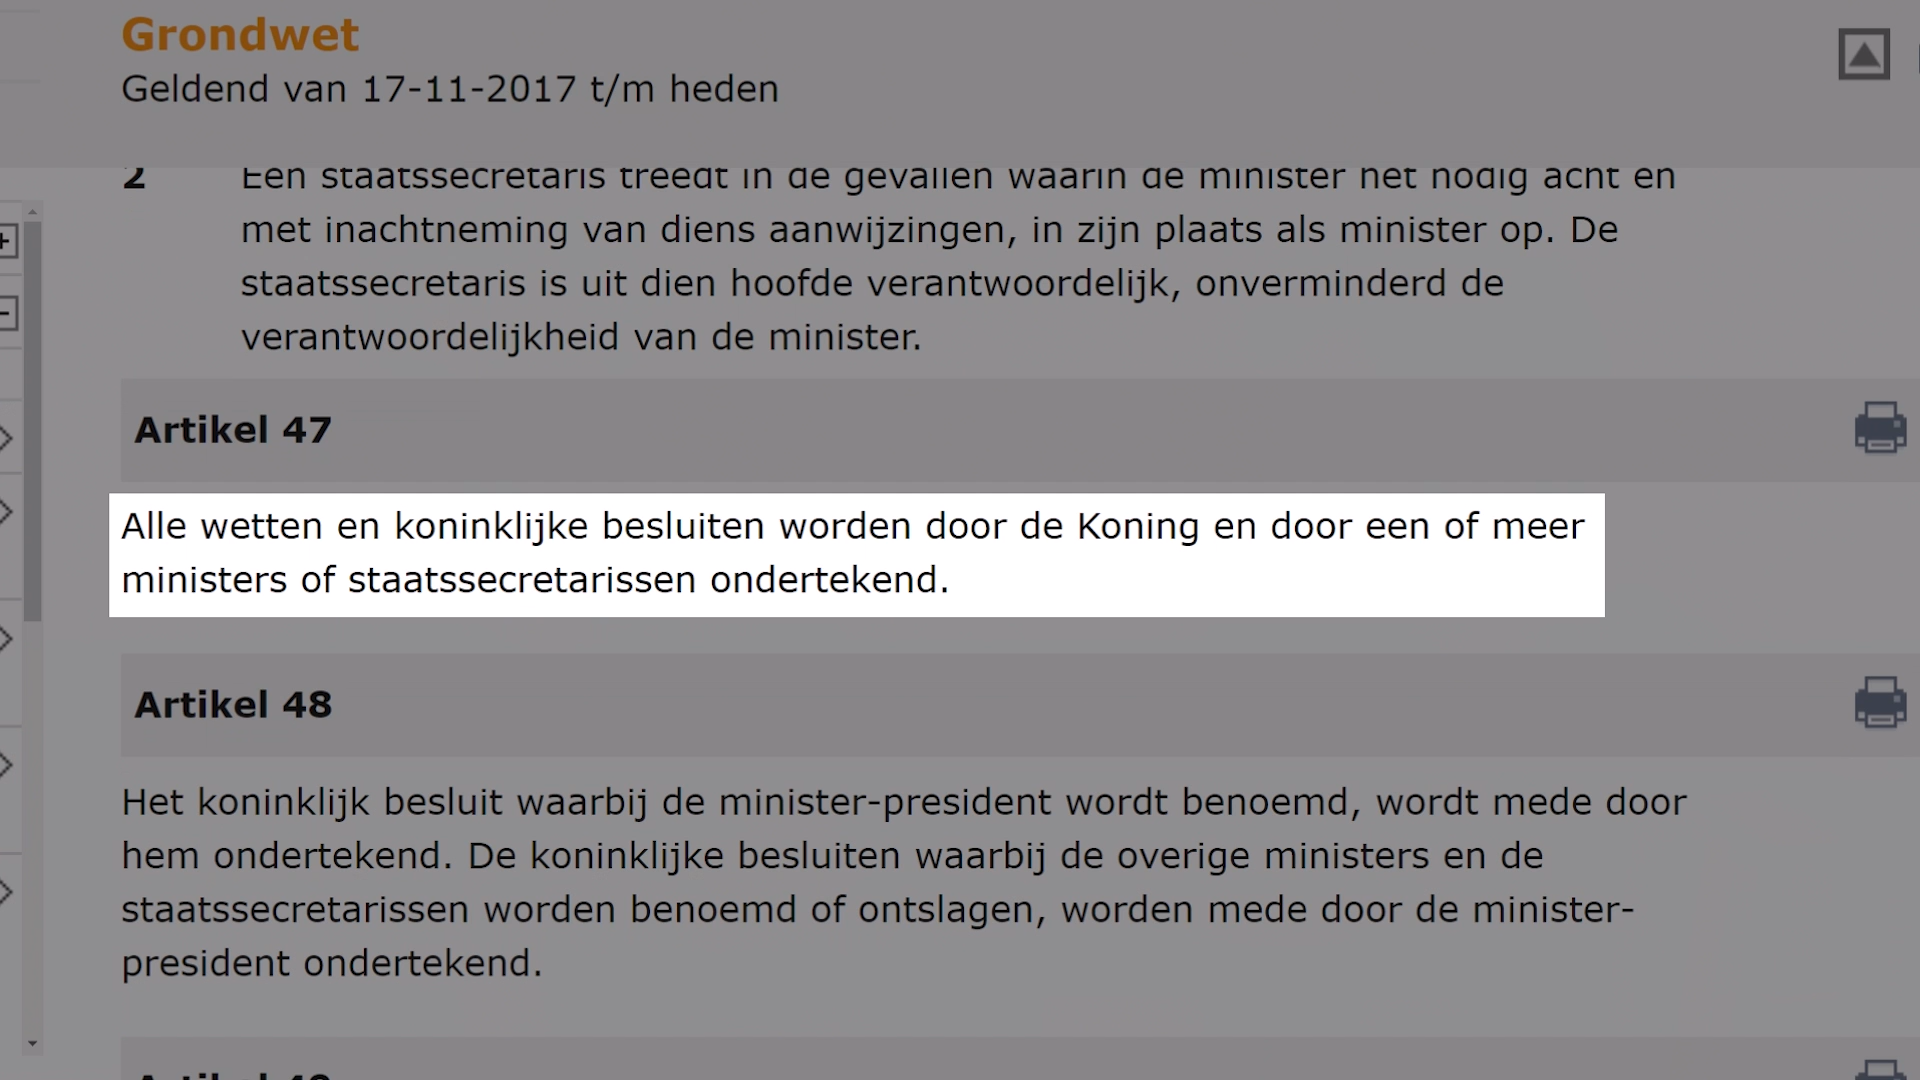 Grondwet
Geldend van 17-11-2017 t/m heden
2 Een staatssecretaris treedt in de gevallen waarin de minister het nodig acht en
met inachtneming van diens aanwijzingen, in zijn plaats als minister op. De
staatssecretaris is uit dien hoofde verantwoordelijk, onverminderd de
verantwoordelijkheid van de minister.
Artikel 47
Alle wetten en koninklijke besluiten worden door de Koning en door een of meer
ministers of staatssecretarissen ondertekend.
Artikel 48
Het koninklijk besluit waarbij de minister-president wordt benoemd, wordt mede door
hem ondertekend. De koninklijke besluiten waarbij de overige ministers en de
staatssecretarissen worden benoemd of ontslagen, worden mede door de minister-
president ondertekend.
Artikel 49